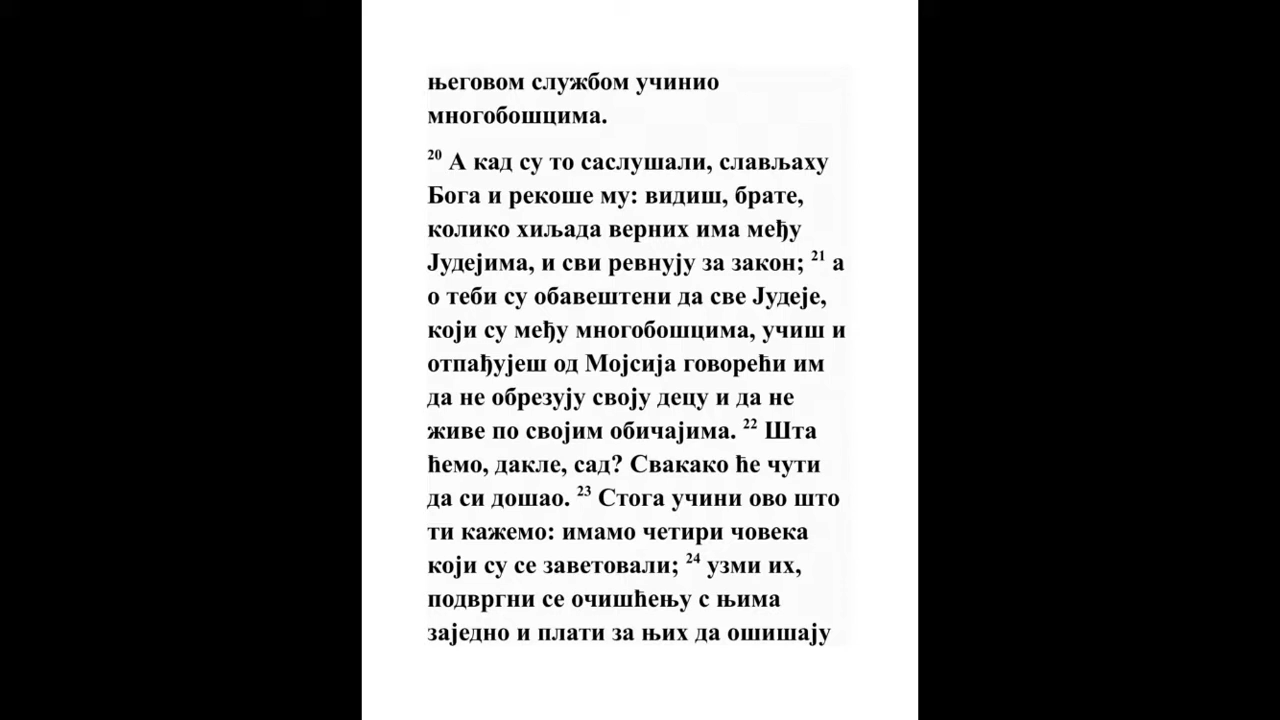 његовом службом учинио
многобошцима.
20 А кад су то саслушали, слављаху
Бога и рекоше му: видиш, брате,
колико хиљада верних има међу
Јудејима, и сви ревнују за закон; 21 а
о теби су обавештени да све Јудеје,
који су међу многобошцима, учиш и
отпађујеш од Мојсија говорећи им
да не обрезују своју децу и да не
живе по својим обичајима. 22 Шта
ћемо, дакле, сад? Свакако ће чути
да си дошао. 23 Стога учини ово што
ти кажемо: имамо четири човека
који су се заветовали; 24 узми их,
подвргни се очишћењу с њима
заједно и плати за њих да ошишају